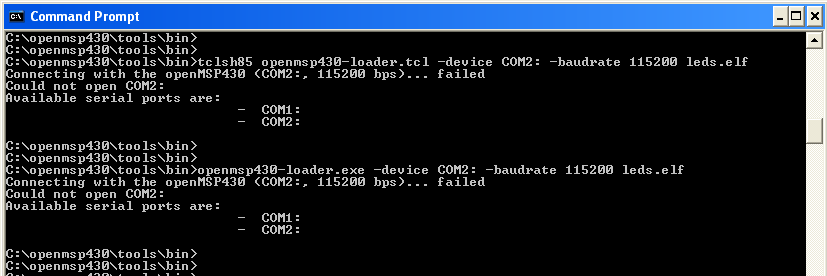 Command Prompt
C:\openmsp430\tools\bin>
C:\openmsp430\tools\bin>
C:\openmsp430\tools\bin>tclsh85 openmsp430-loader.tcl -device COM2: -baudrate 115200 leds.elf
Connecting with the openMSP430 (COM2:, 115200 bps)... failed
Could not open COM2:
Available serial ports are:
- COM1:
- COM2:
C:\openmsp430\tools\bin>
C:\openmsp430\tools\bin>
C:\openmsp430\tools\bin>openmsp430-loader.exe -device COM2: -baudrate 115200 leds.elf
Connecting with the openMSP430 (COM2:, 115200 bps)... failed
Could not open COM2:
Available serial ports are:
- COM1:
- COM2:
C:\openmsp430\tools\bin>
C:\openmsp430\tools\bin>